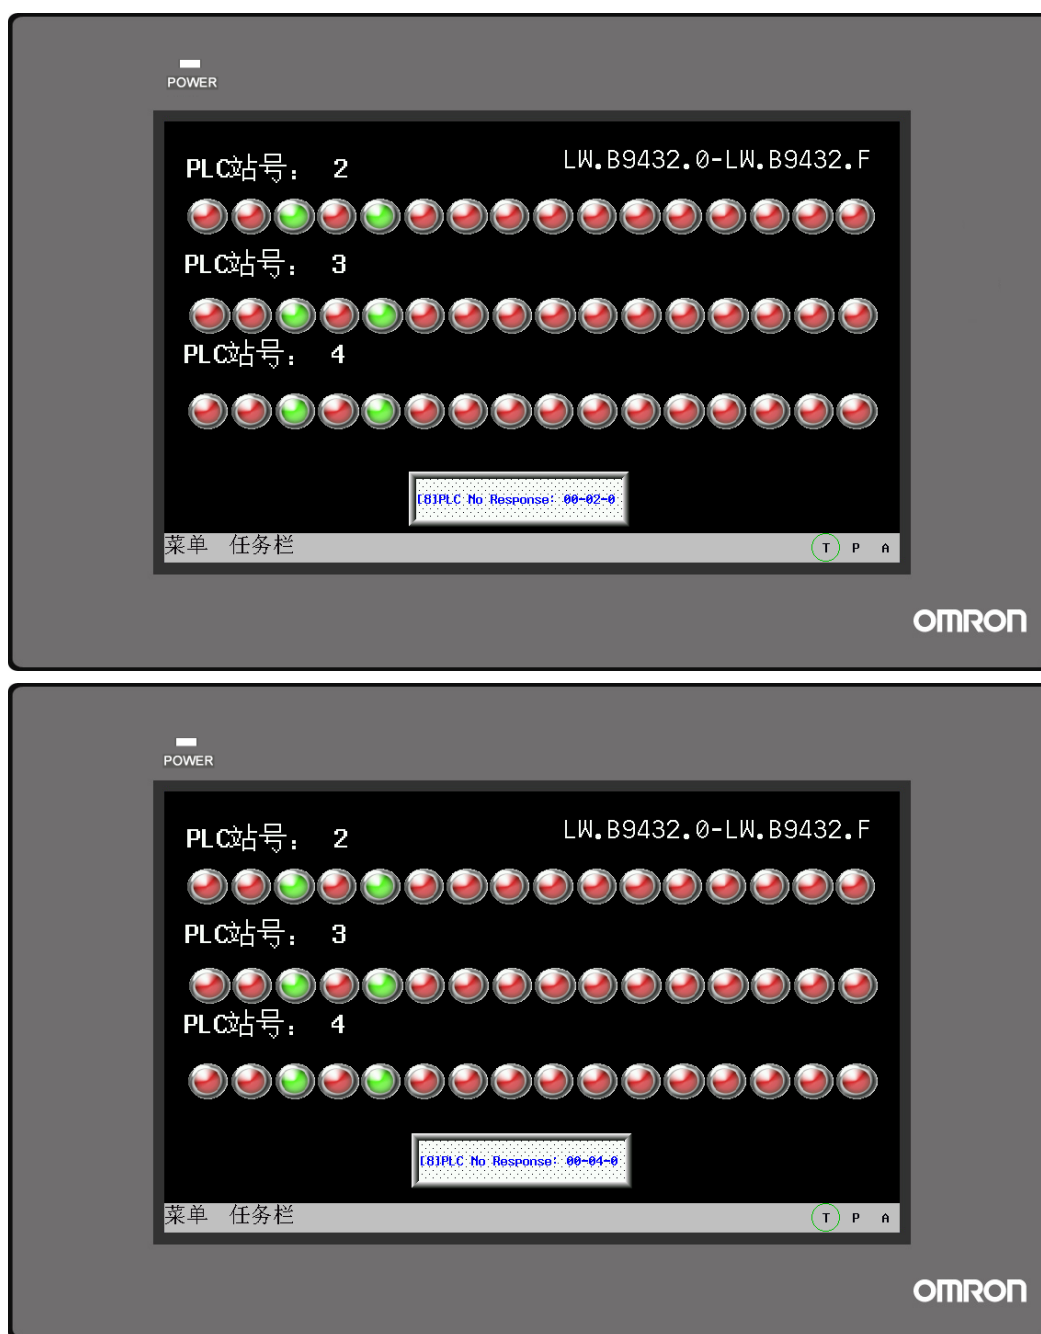 POWER
PLC站号： 2
LW.B9432.0-LW.B9432.F
PLC站号： 3
PLC站号： 4
[8]PLC No Response: 00-02-0
菜单 任务栏
T P A
OMRON
POWER
PLC站号： 2
LW.B9432.0-LW.B9432.F
PLC站号： 3
PLC站号： 4
[8]PLC No Response: 00-04-0
菜单 任务栏
T P A
OMRON